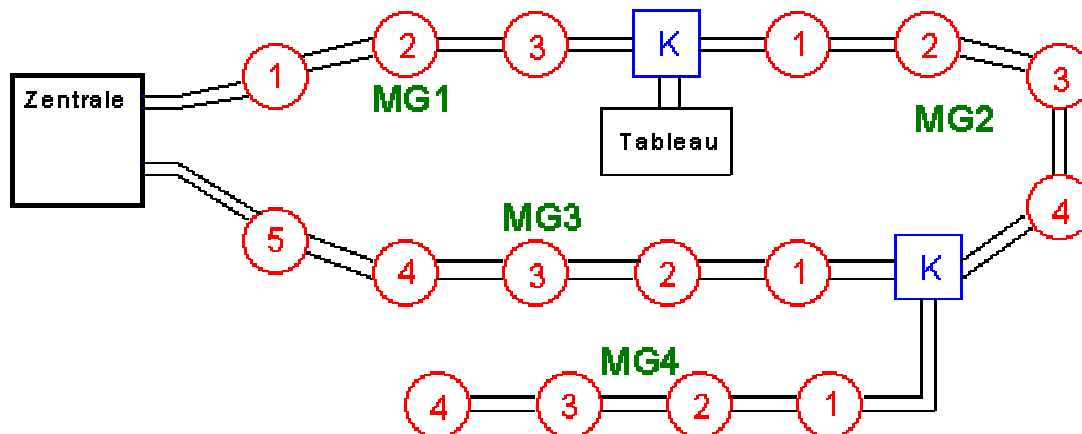 2 3 K 1 2
1 3
Zentrale
MG1 MG2
Tableau
4
MG3
5 4 3 2 1 K
MG4
4 3 2 1